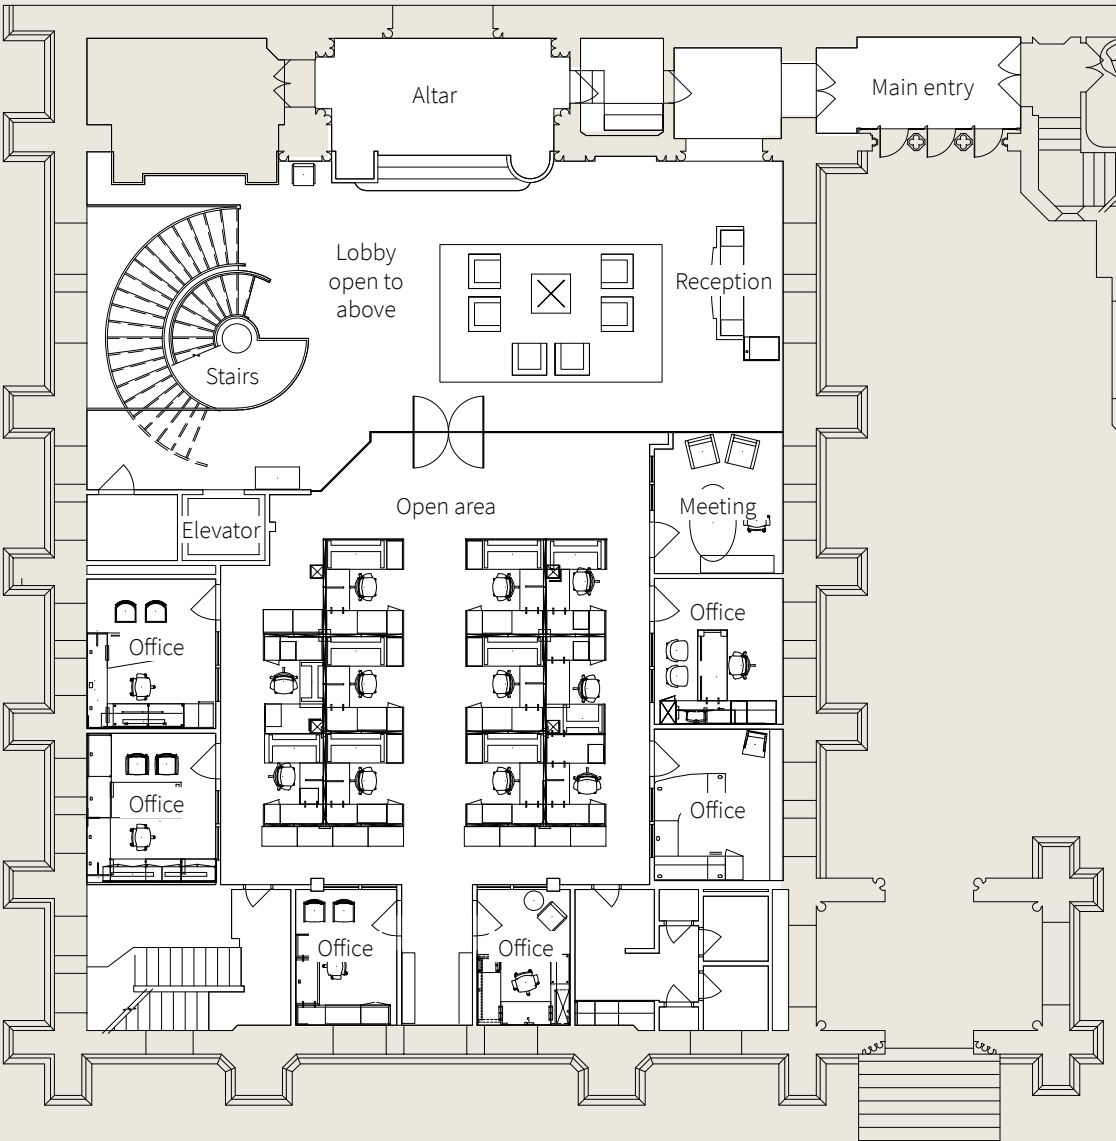 Altar
Main entry
Lobby
open to
above
Reception
Stairs
Open area
Meeting
Elevator
Office
Office
Office
Office
Office
Office